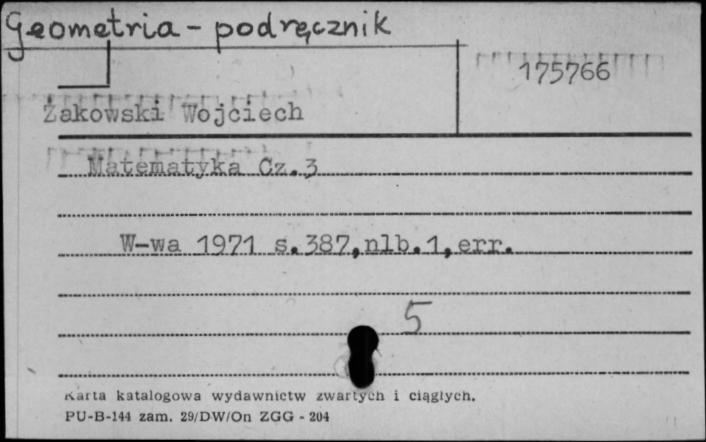 Geometria - podręcznik
175766
Żakowski Wojciech
Matematyka Cz.3
W-wa 1971 s.387,nlb.1,err.
5
Karta katalogowa wydawnictw zwartych i ciągłych.
PU-B-144 zam. 29/DW/On ZGG - 204